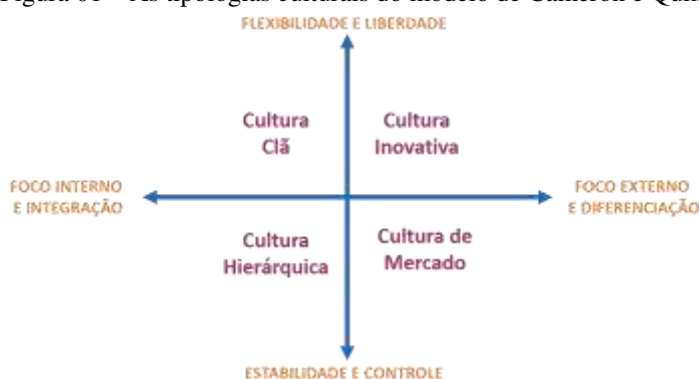 FLEXIBILIDADE E LIBERDADE
Cultura
Clã
Cultura
Inovativa
FOCO INTERNO
E INTEGRAÇÃO
FOCO EXTERNO
E DIFERENCIAÇÃO
Cultura
Hierárquica
Cultura de
Mercado
ESTABILIDADE E CONTROLE